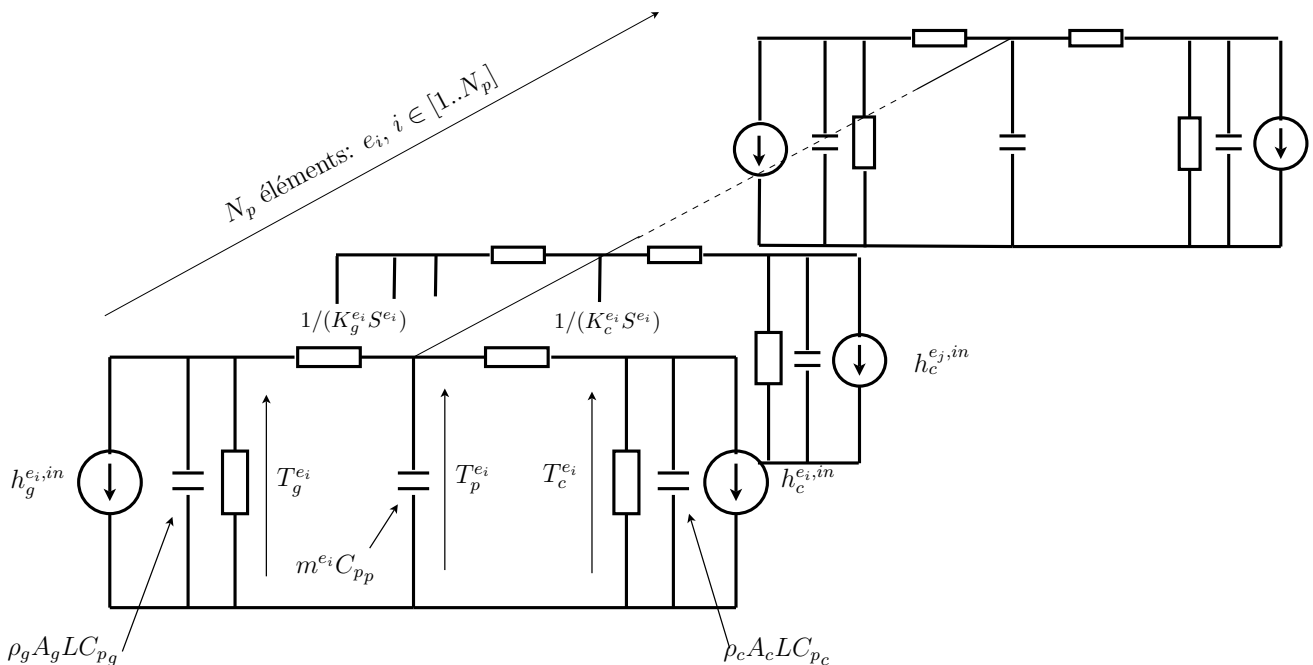 N_p éléments: e_i, i ∈ [1..N_p]
1/(K_g^{e_i} S^{e_i})
1/(K_c^{e_i} S^{e_i})
h_c^{e_j,in}
h_g^{e_i,in}
T_g^{e_i}
T_p^{e_i}
T_c^{e_i}
h_c^{e_i,in}
m^{e_i} C_{p_p}
ρ_g A_g L C_{p_g}
ρ_c A_c L C_{p_c}